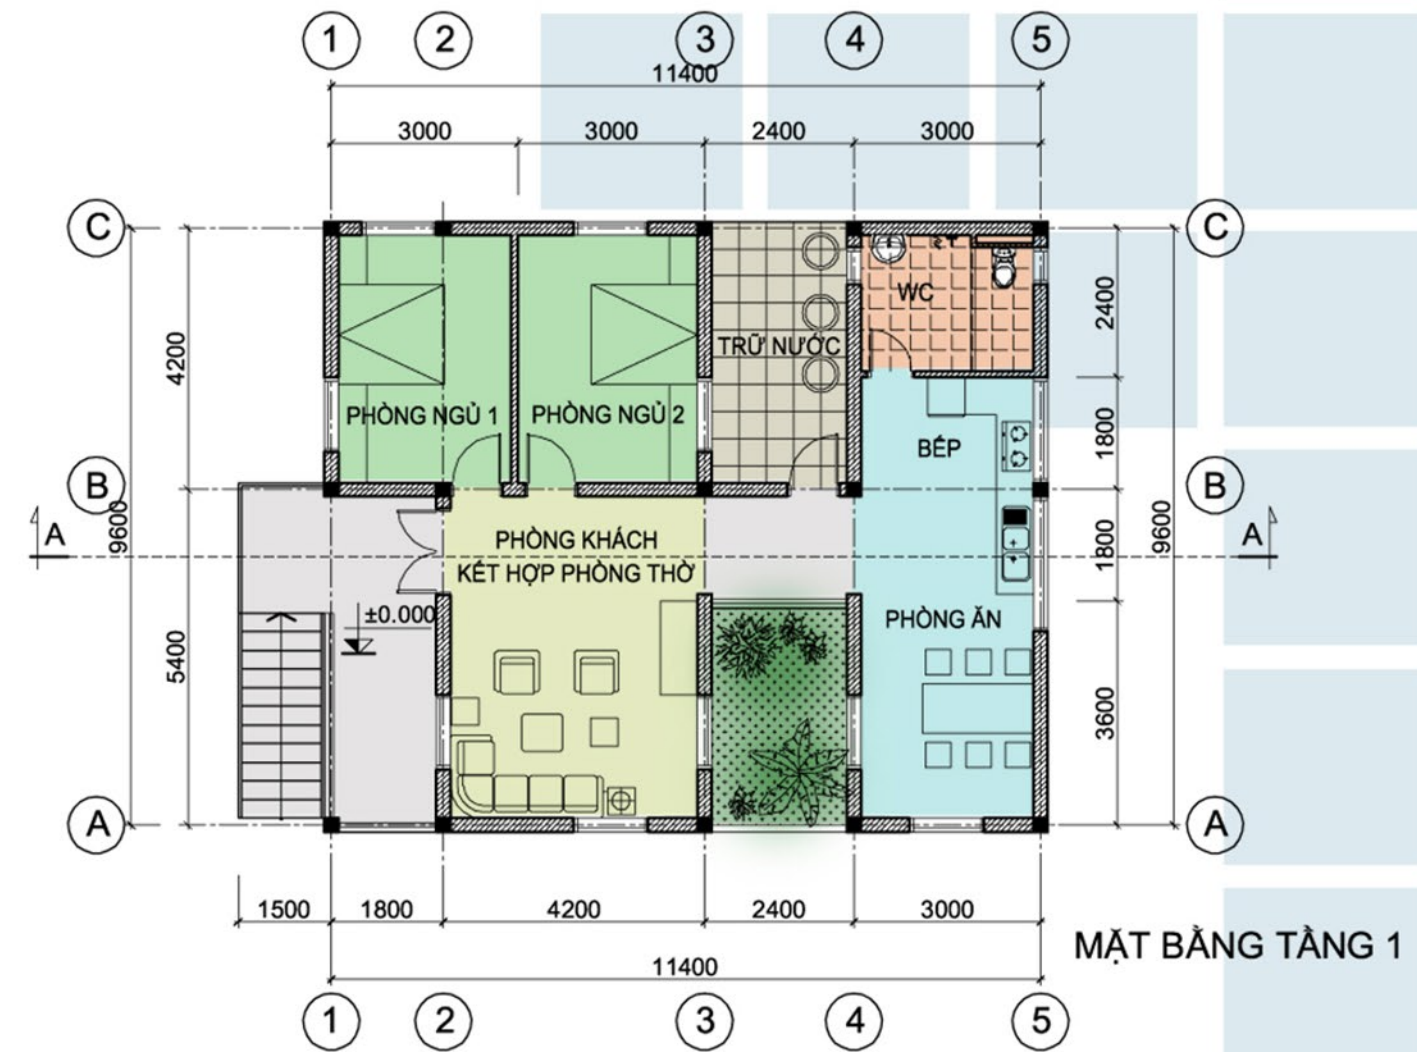 1 2 3 4 5
11400
3000 3000 2400 3000
C C
2400
WC
4200
TRỮ NƯỚC
PHÒNG NGỦ 1 PHÒNG NGỦ 2
1800
BẾP
B B
9600 9600
A A
PHÒNG KHÁCH
KẾT HỢP PHÒNG THỜ
1800
±0.000
PHÒNG ĂN
5400
3600
A A
1500 1800 4200 2400 3000
MẶT BẰNG TẦNG 1
11400
1 2 3 4 5